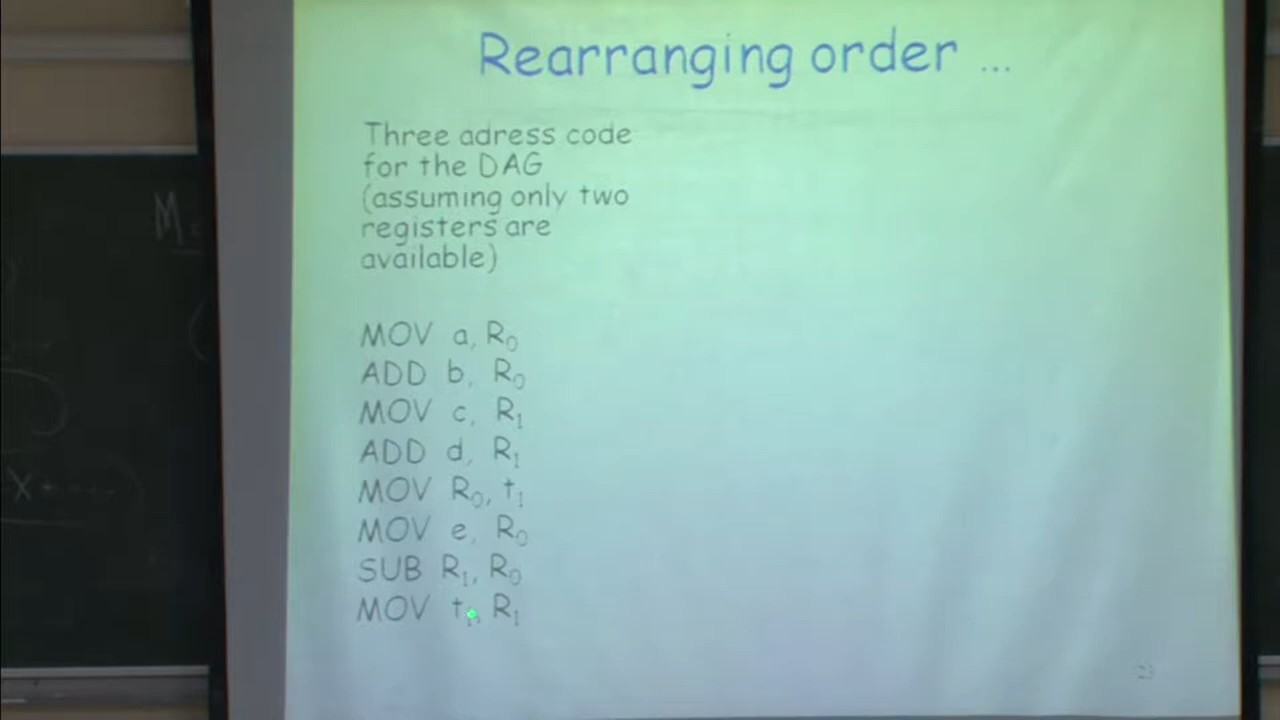 Rearranging order ...
Three adress code
for the DAG
(assuming only two
registers are
available)
MOV a, R₀
ADD b, R₀
MOV c, R₁
ADD d, R₁
MOV R₀, t₁
MOV e, R₀
SUB R₁, R₀
MOV t₁, R₁
23